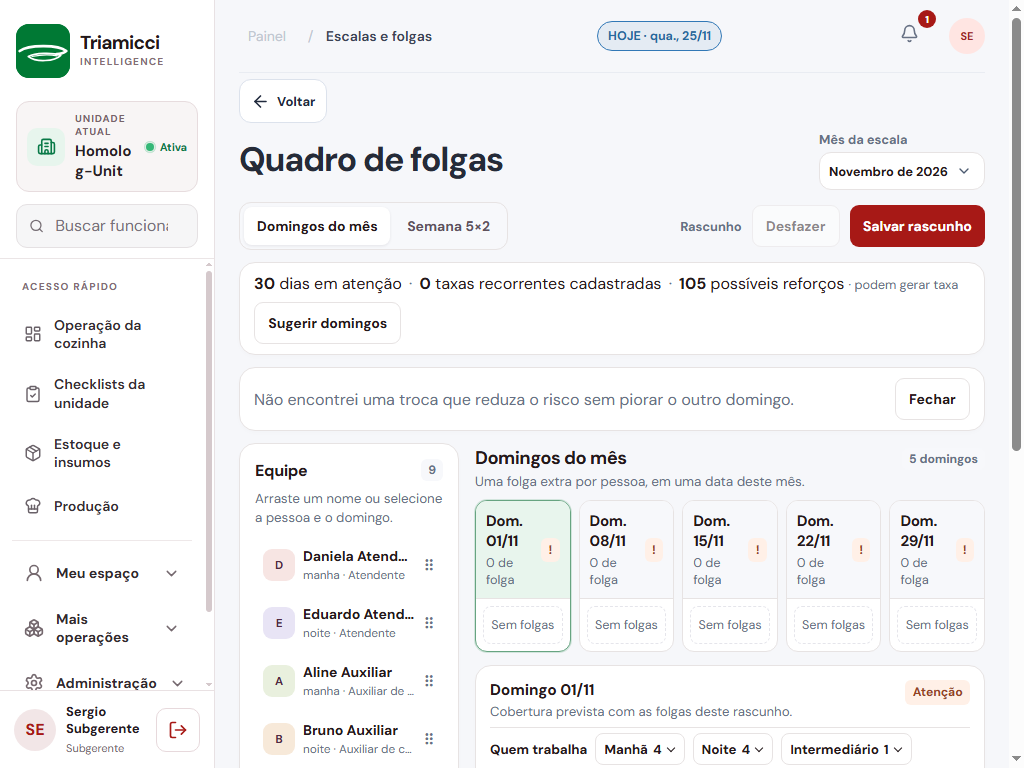 Triamicci
INTELLIGENCE
UNIDADE
ATUAL
Homolo
g-Unit
Ativa
Buscar funcioná
ACESSO RÁPIDO
Operação da
cozinha
Checklists da
unidade
Estoque e
insumos
Produção
Meu espaço
Mais
operações
Administração
SE
Sergio
Subgerente
Subgerente
Painel / Escalas e folgas
HOJE · qua., 25/11
1
SE
Voltar
Quadro de folgas
Mês da escala
Novembro de 2026
Domingos do mês
Semana 5×2
Rascunho
Desfazer
Salvar rascunho
30 dias em atenção · 0 taxas recorrentes cadastradas · 105 possíveis reforços · podem gerar taxa
Sugerir domingos
Não encontrei uma troca que reduza o risco sem piorar o outro domingo.
Fechar
Equipe
9
Arraste um nome ou selecione
a pessoa e o domingo.
D
Daniela Atend...
manhã · Atendente
E
Eduardo Atend...
noite · Atendente
A
Aline Auxiliar
manhã · Auxiliar de ...
B
Bruno Auxiliar
noite · Auxiliar de c...
Domingos do mês
5 domingos
Uma folga extra por pessoa, em uma data deste mês.
Dom.
01/11
!
0 de
folga
Sem folgas
Dom.
08/11
!
0 de
folga
Sem folgas
Dom.
15/11
!
0 de
folga
Sem folgas
Dom.
22/11
!
0 de
folga
Sem folgas
Dom.
29/11
!
0 de
folga
Sem folgas
Domingo 01/11
Atenção
Cobertura prevista com as folgas deste rascunho.
Quem trabalha
Manhã 4
Noite 4
Intermediário 1